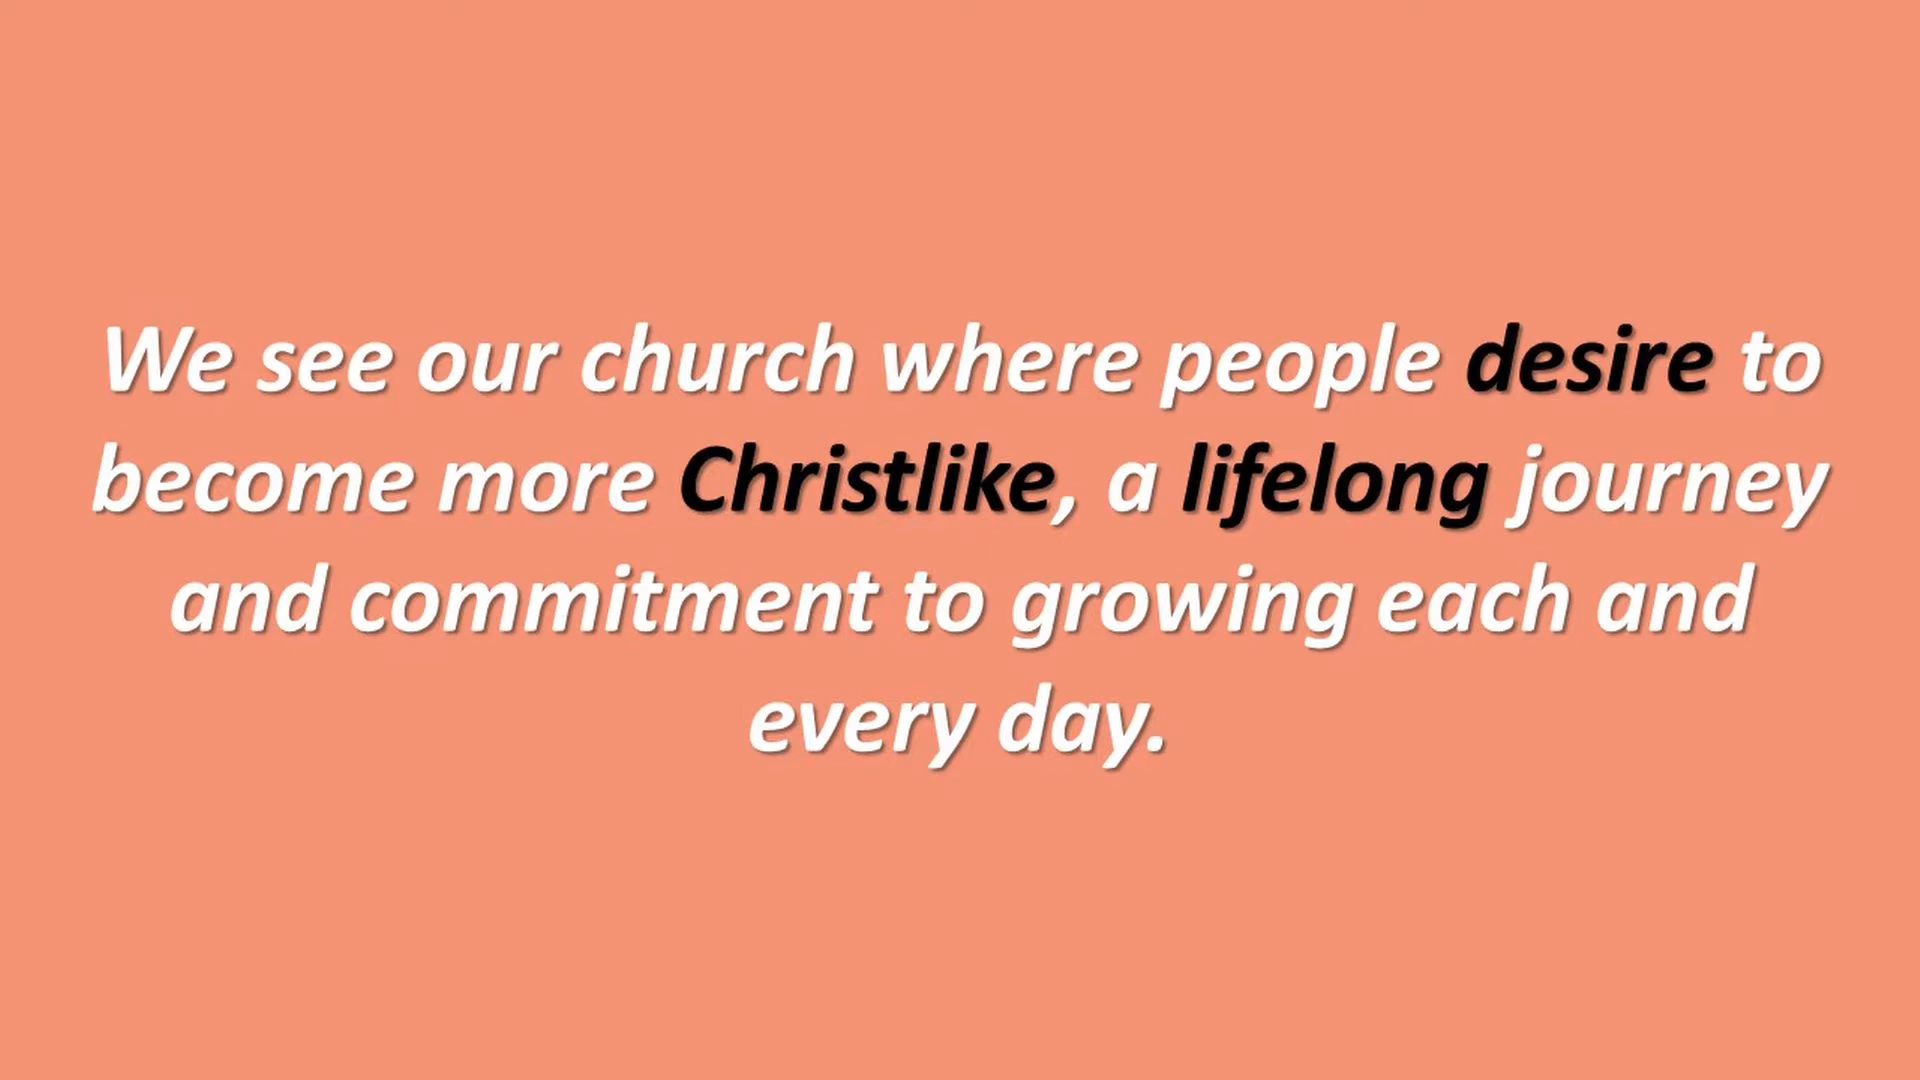 We see our church where people desire to
become more Christlike, a lifelong journey
and commitment to growing each and
every day.